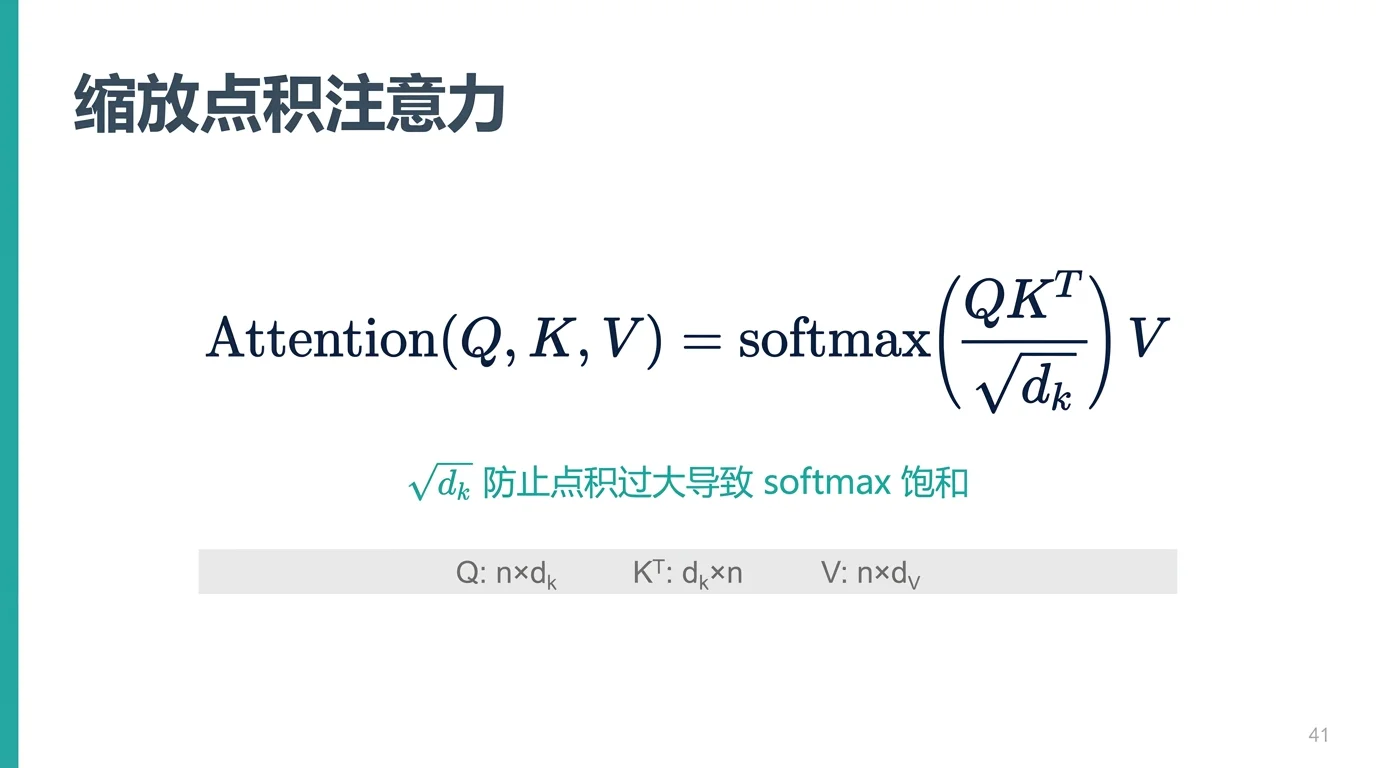 缩放点积注意力
Attention(Q, K, V) = softmax(QK^T / √d_k) V
√d_k 防止点积过大导致 softmax 饱和
Q: n×d_k K^T: d_k×n V: n×d_V
41